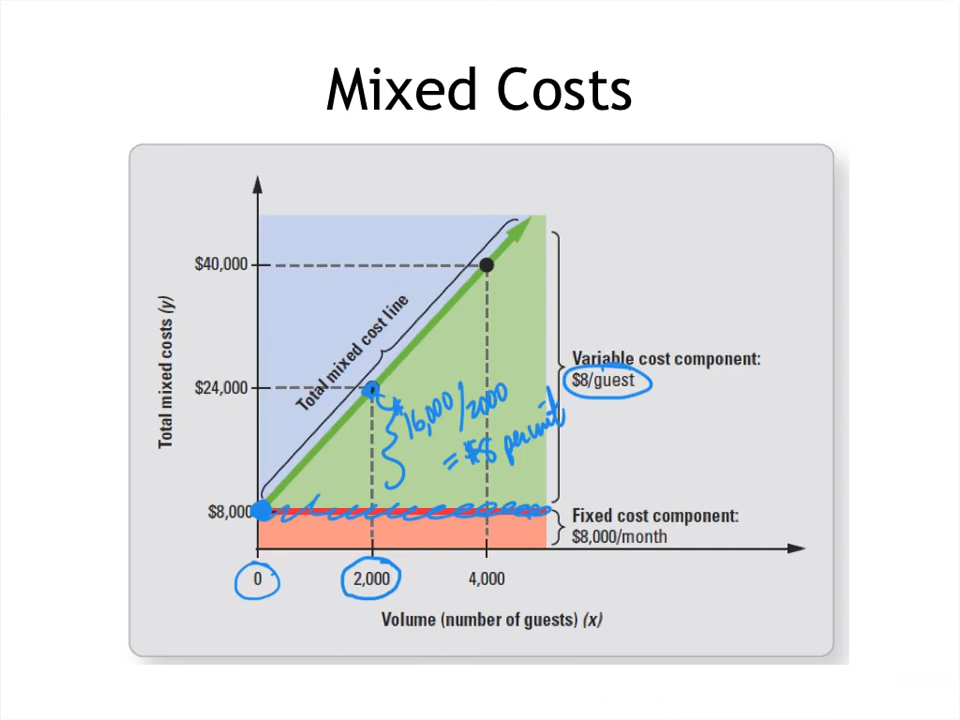 Mixed Costs
$40,000
$24,000
$8,000
Total mixed costs (y)
Total mixed cost line
$16,000/2000
= $8 per unit
Variable cost component:
$8/guest
Fixed cost component:
$8,000/month
0
2,000
4,000
Volume (number of guests) (x)